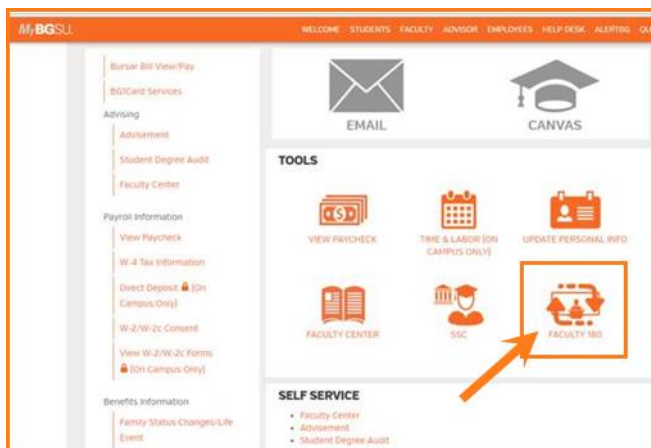 MyBGSU.
WELCOME STUDENTS FACULTY ADVISOR EMPLOYEES HELP DESK ALERTBG QU
Bursar Bill View/Pay
BG1Card Services
Advising
Advisement
Student Degree Audit
Faculty Center
Payroll Information
View Paycheck
W-4 Tax Information
Direct Deposit (On
Campus Only)
W-2/W-2c Consent
View W-2/W-2c Forms
(On Campus Only)
Benefits Information
Family Status Changes/Life
Event
EMAIL
CANVAS
TOOLS
VIEW PAYCHECK
TIME & LABOR (ON
CAMPUS ONLY)
UPDATE PERSONAL INFO
FACULTY CENTER
SSC
FACULTY 180
SELF SERVICE
• Faculty Center
• Advisement
• Student Degree Audit